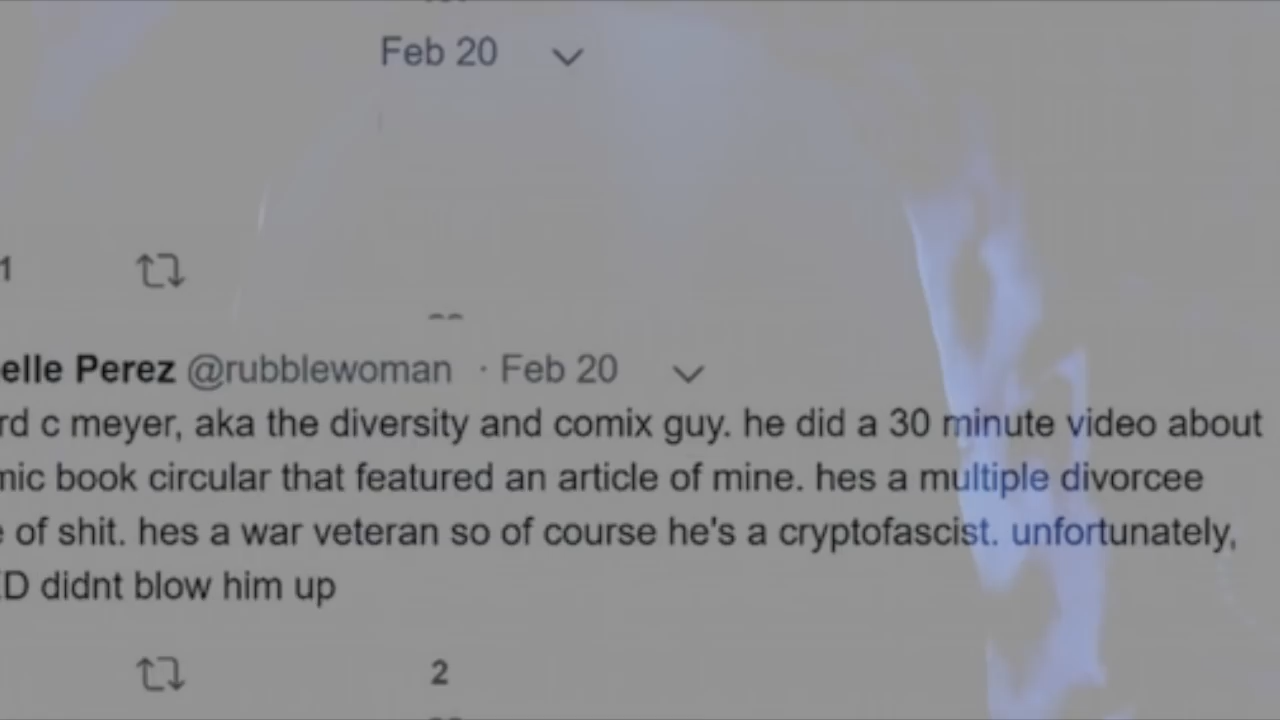 Feb 20
1
elle Perez @rubblewoman · Feb 20
rd c meyer, aka the diversity and comix guy. he did a 30 minute video about
mic book circular that featured an article of mine. hes a multiple divorcee
e of shit. hes a war veteran so of course he's a cryptofascist. unfortunately,
ED didnt blow him up
2